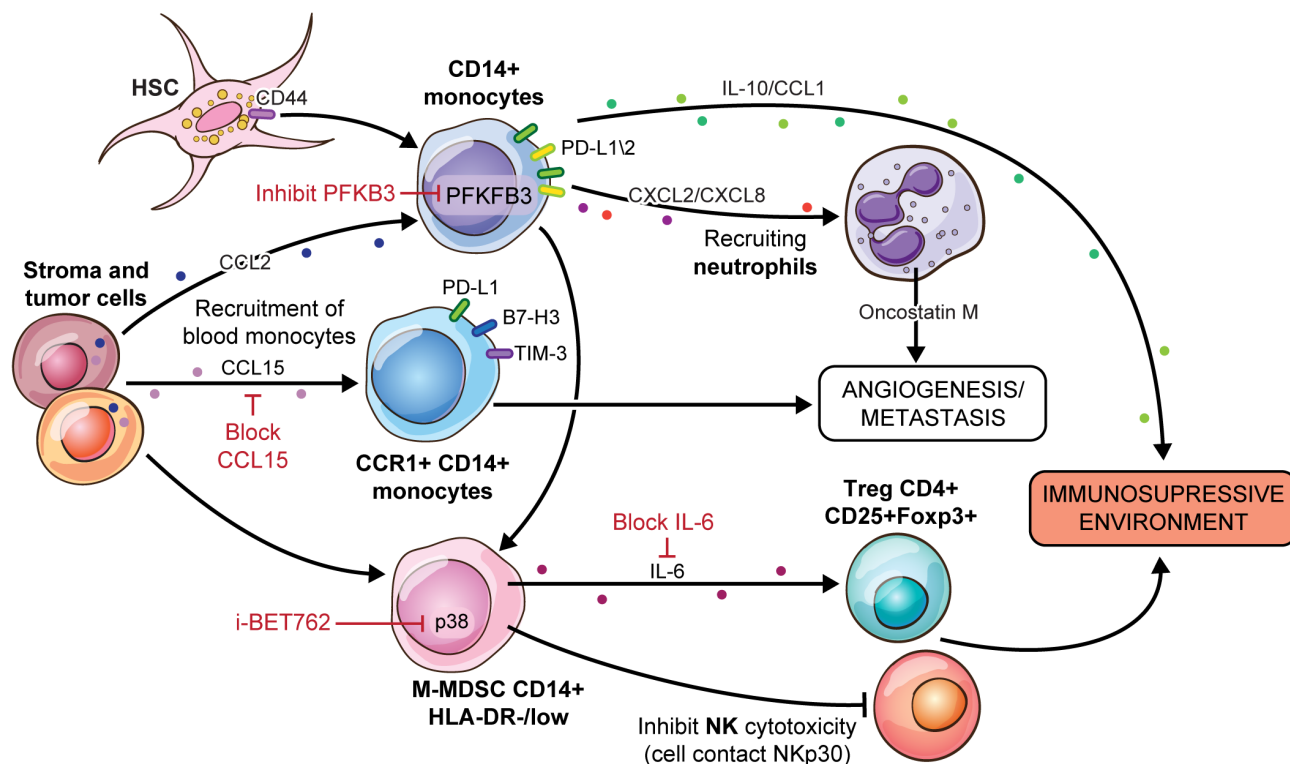 HSC
CD44
CD14+
monocytes
IL-10/CCL1
PD-L1\2
Inhibit PFKB3
PFKFB3
CXCL2/CXCL8
Recruiting
neutrophils
Stroma and
tumor cells
CCL2
Recruitment of
blood monocytes
CCL15
Block
CCL15
PD-L1
B7-H3
TIM-3
CCR1+ CD14+
monocytes
Oncostatin M
ANGIOGENESIS/
METASTASIS
IMMUNOSUPRESSIVE
ENVIRONMENT
Treg CD4+
CD25+Foxp3+
Block IL-6
IL-6
i-BET762
p38
M-MDSC CD14+
HLA-DR-/low
Inhibit NK cytotoxicity
(cell contact NKp30)